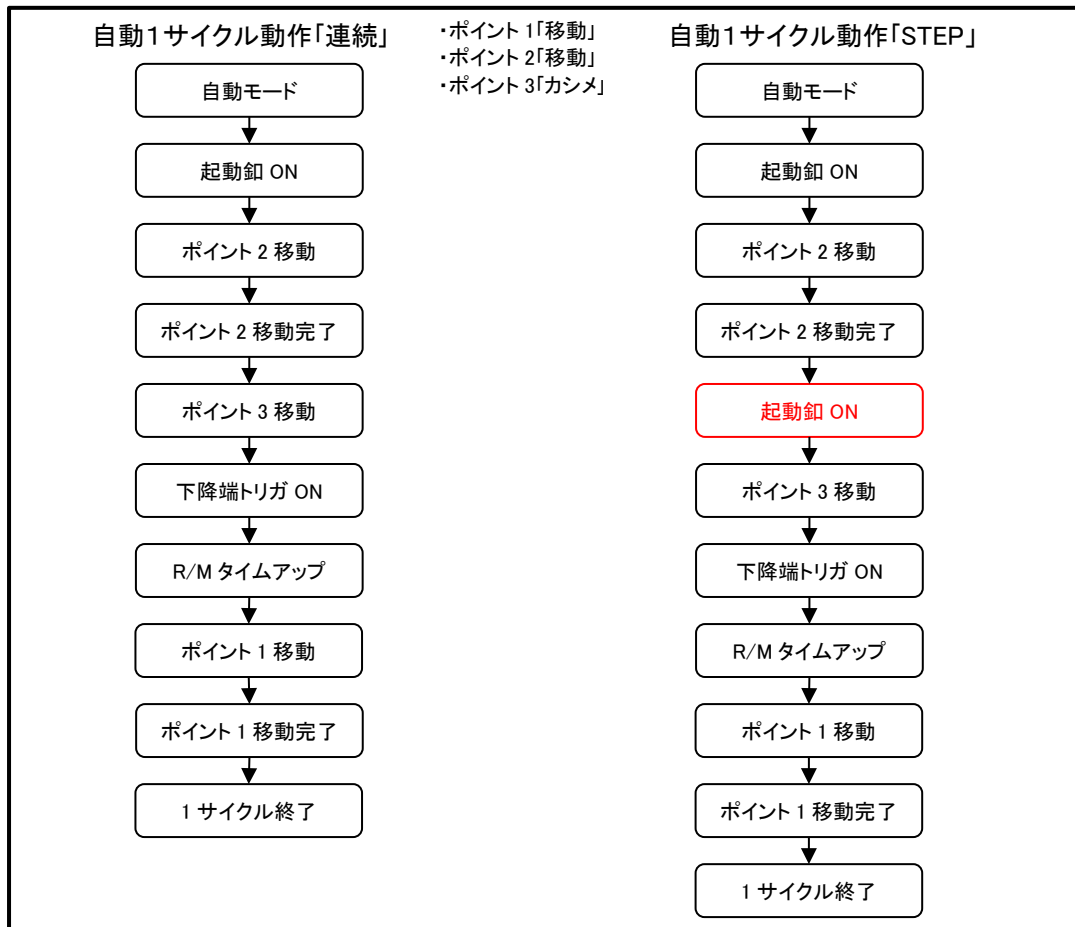 自動1サイクル動作「連続」
自動モード
起動釦 ON
ポイント 2 移動
ポイント 2 移動完了
ポイント 3 移動
下降端トリガ ON
R/M タイムアップ
ポイント 1 移動
ポイント 1 移動完了
1 サイクル終了
・ポイント 1「移動」
・ポイント 2「移動」
・ポイント 3「カシメ」
自動1サイクル動作「STEP」
自動モード
起動釦 ON
ポイント 2 移動
ポイント 2 移動完了
起動釦 ON
ポイント 3 移動
下降端トリガ ON
R/M タイムアップ
ポイント 1 移動
ポイント 1 移動完了
1 サイクル終了